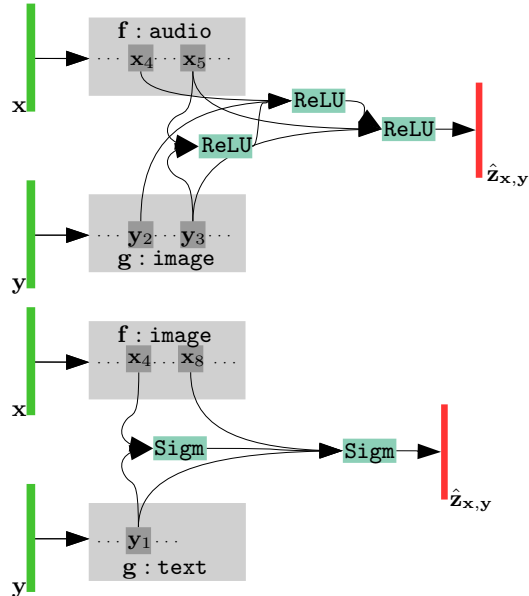 f : audio
··· x₄ ··· x₅ ···
ReLU
ReLU
ReLU
x
ẑx,y
··· y₂ ··· y₃ ···
g : image
y
f : image
··· x₄ ··· x₈ ···
x
Sigm
Sigm
ẑx,y
··· y₁ ···
g : text
y